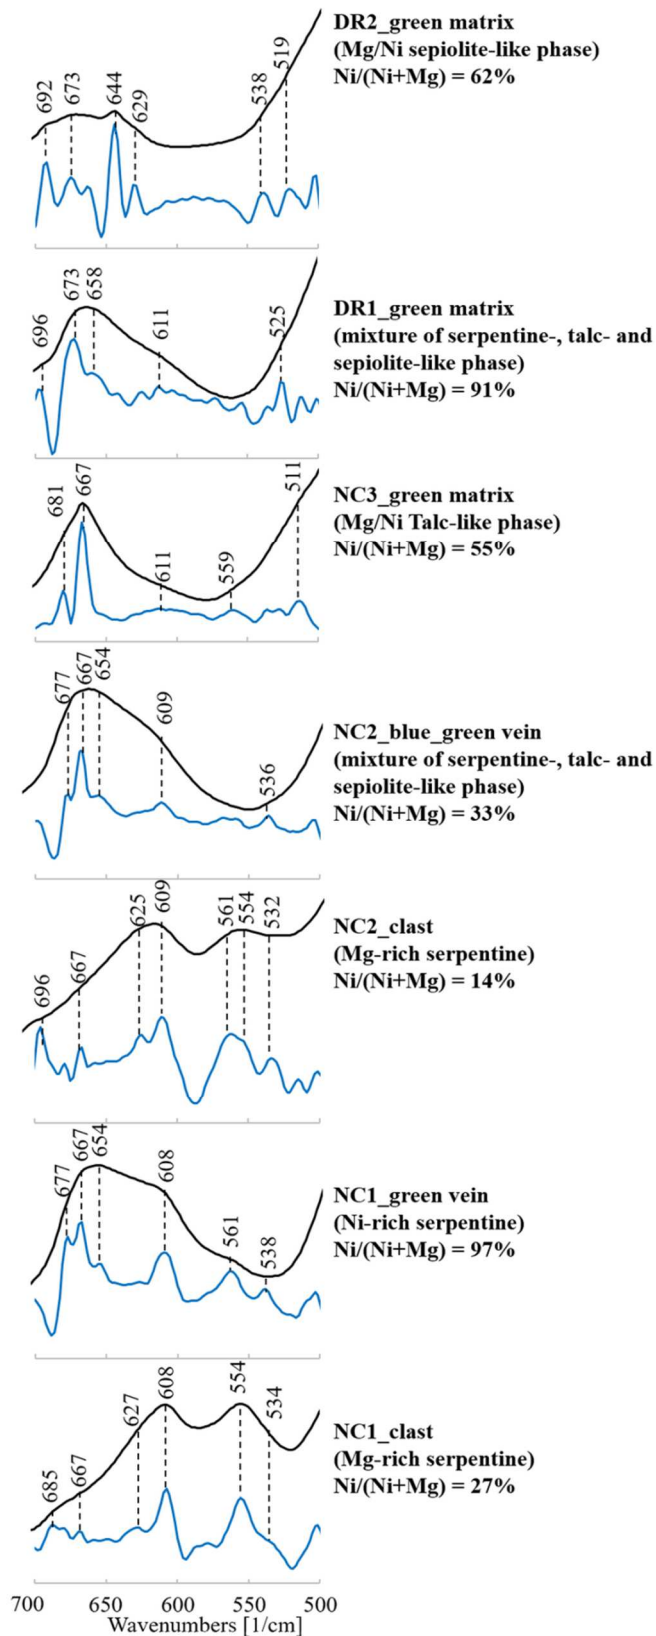 DR2_green matrix
(Mg/Ni sepiolite-like phase)
Ni/(Ni+Mg) = 62%
692
673
644
629
538
519
DR1_green matrix
(mixture of serpentine-, talc- and
sepiolite-like phase)
Ni/(Ni+Mg) = 91%
696
673
658
611
525
NC3_green matrix
(Mg/Ni Talc-like phase)
Ni/(Ni+Mg) = 55%
681
667
611
559
511
NC2_blue_green vein
(mixture of serpentine-, talc- and
sepiolite-like phase)
Ni/(Ni+Mg) = 33%
677
667
654
609
536
NC2_clast
(Mg-rich serpentine)
Ni/(Ni+Mg) = 14%
696
667
625
609
561
554
532
NC1_green vein
(Ni-rich serpentine)
Ni/(Ni+Mg) = 97%
677
667
654
608
561
538
NC1_clast
(Mg-rich serpentine)
Ni/(Ni+Mg) = 27%
685
667
627
608
554
534
700 650 600 550 500
Wavenumbers [1/cm]